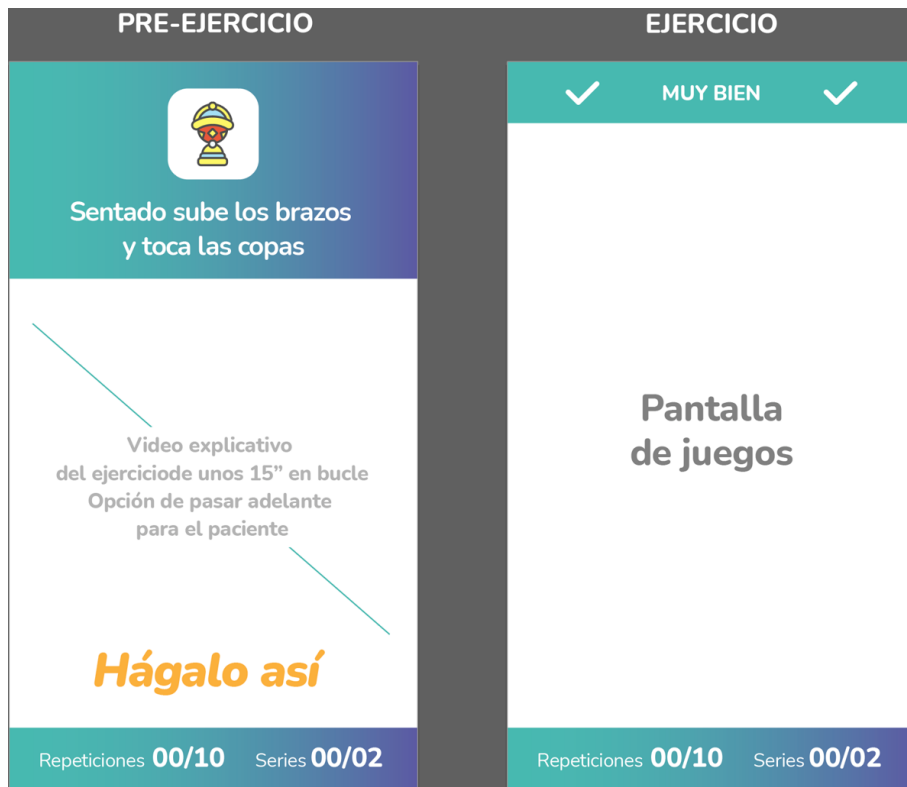 PRE-EJERCICIO
Sentado sube los brazos
y toca las copas
Video explicativo
del ejerciciode unos 15” en bucle
Opción de pasar adelante
para el paciente
Hágalo así
Repeticiones 00/10 Series 00/02
EJERCICIO
MUY BIEN
Pantalla
de juegos
Repeticiones 00/10 Series 00/02